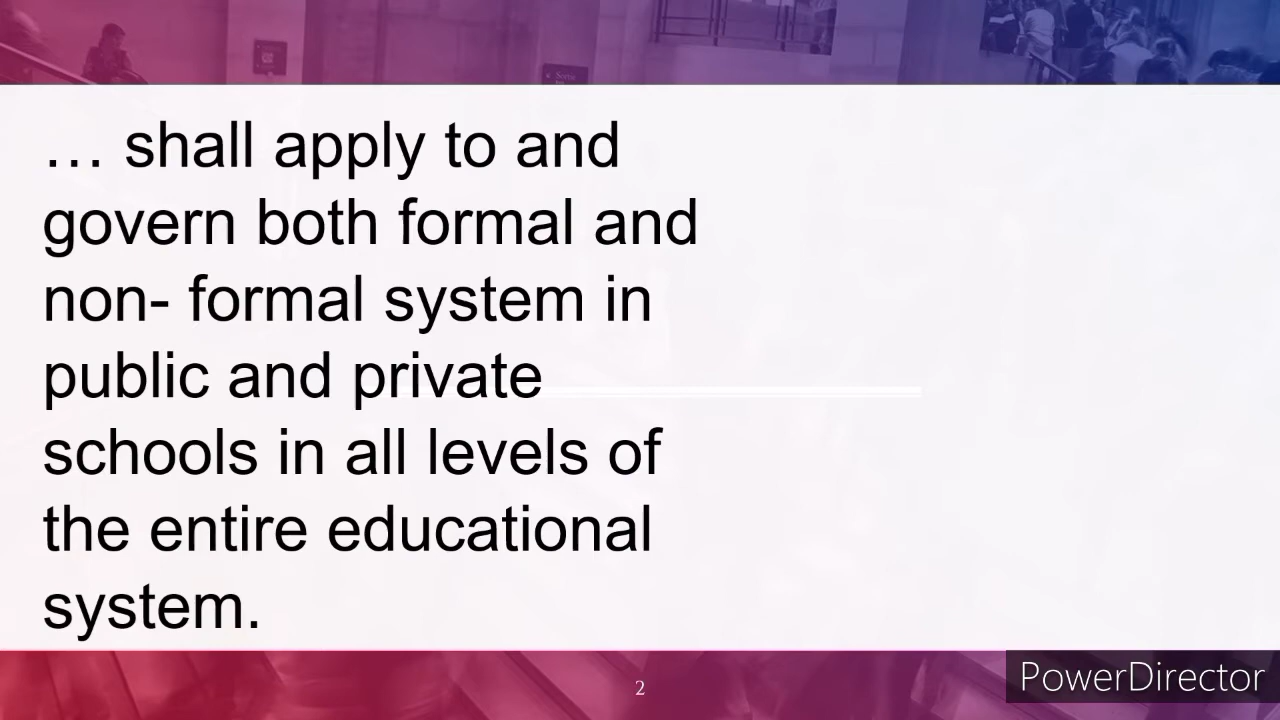 … shall apply to and
govern both formal and
non- formal system in
public and private
schools in all levels of
the entire educational
system.
2
PowerDirector